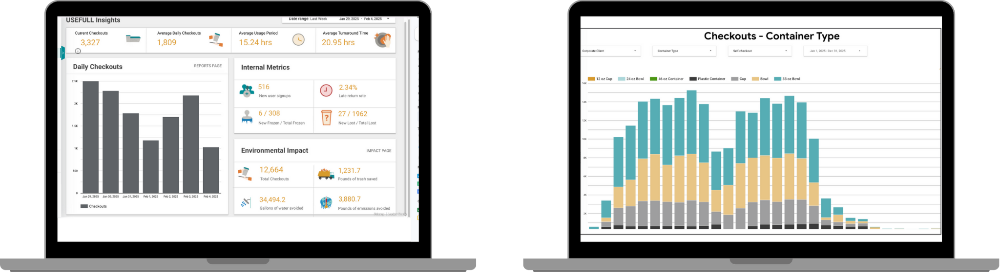 USEFULL Insights
Date range: Last Week Jan 29, 2025 - Feb 4, 2025
Current Checkouts
3,327
Average Daily Checkouts
1,809
Average Usage Period
15.24 hrs
Average Turnaround Time
20.95 hrs
Daily Checkouts
REPORTS PAGE
2.5K
2K
1.5K
1K
500
0
Jan 29, 2025 Jan 30, 2025 Jan 31, 2025 Feb 1, 2025 Feb 2, 2025 Feb 3, 2025 Feb 4, 2025
Checkouts
Internal Metrics
516
New user signups
2.34%
Late return rate
6 / 308
New Frozen / Total Frozen
27 / 1962
New Lost / Total Lost
Environmental Impact
IMPACT PAGE
12,664
Total Checkouts
1,231.7
Pounds of trash saved
34,494.2
Gallons of water avoided
3,880.7
Pounds of emissions avoided
Checkouts - Container Type
Corporate Client
Container Type
Self-checkout
Jan 1, 2025 - Dec 31, 2025
12 oz Cup 24 oz Bowl 46 oz Container Plastic Container Cup Bowl 33 oz Bowl
16K
14K
12K
10K
8K
6K
4K
2K